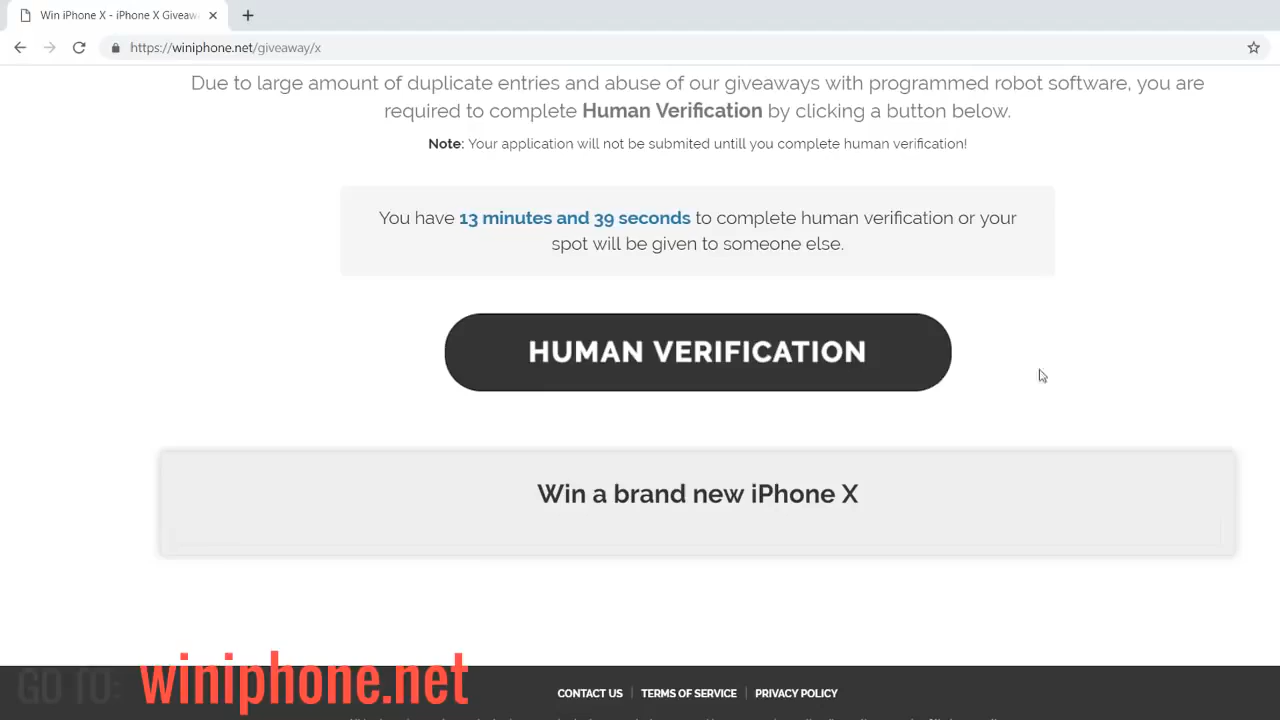 Win iPhone X - iPhone X Giveaw
https://winiphone.net/giveaway/x
Due to large amount of duplicate entries and abuse of our giveaways with programmed robot software, you are
required to complete Human Verification by clicking a button below.
Note: Your application will not be submited untill you complete human verification!
You have 13 minutes and 39 seconds to complete human verification or your
spot will be given to someone else.
HUMAN VERIFICATION
Win a brand new iPhone X
GO TO: winiphone.net
CONTACT US | TERMS OF SERVICE | PRIVACY POLICY